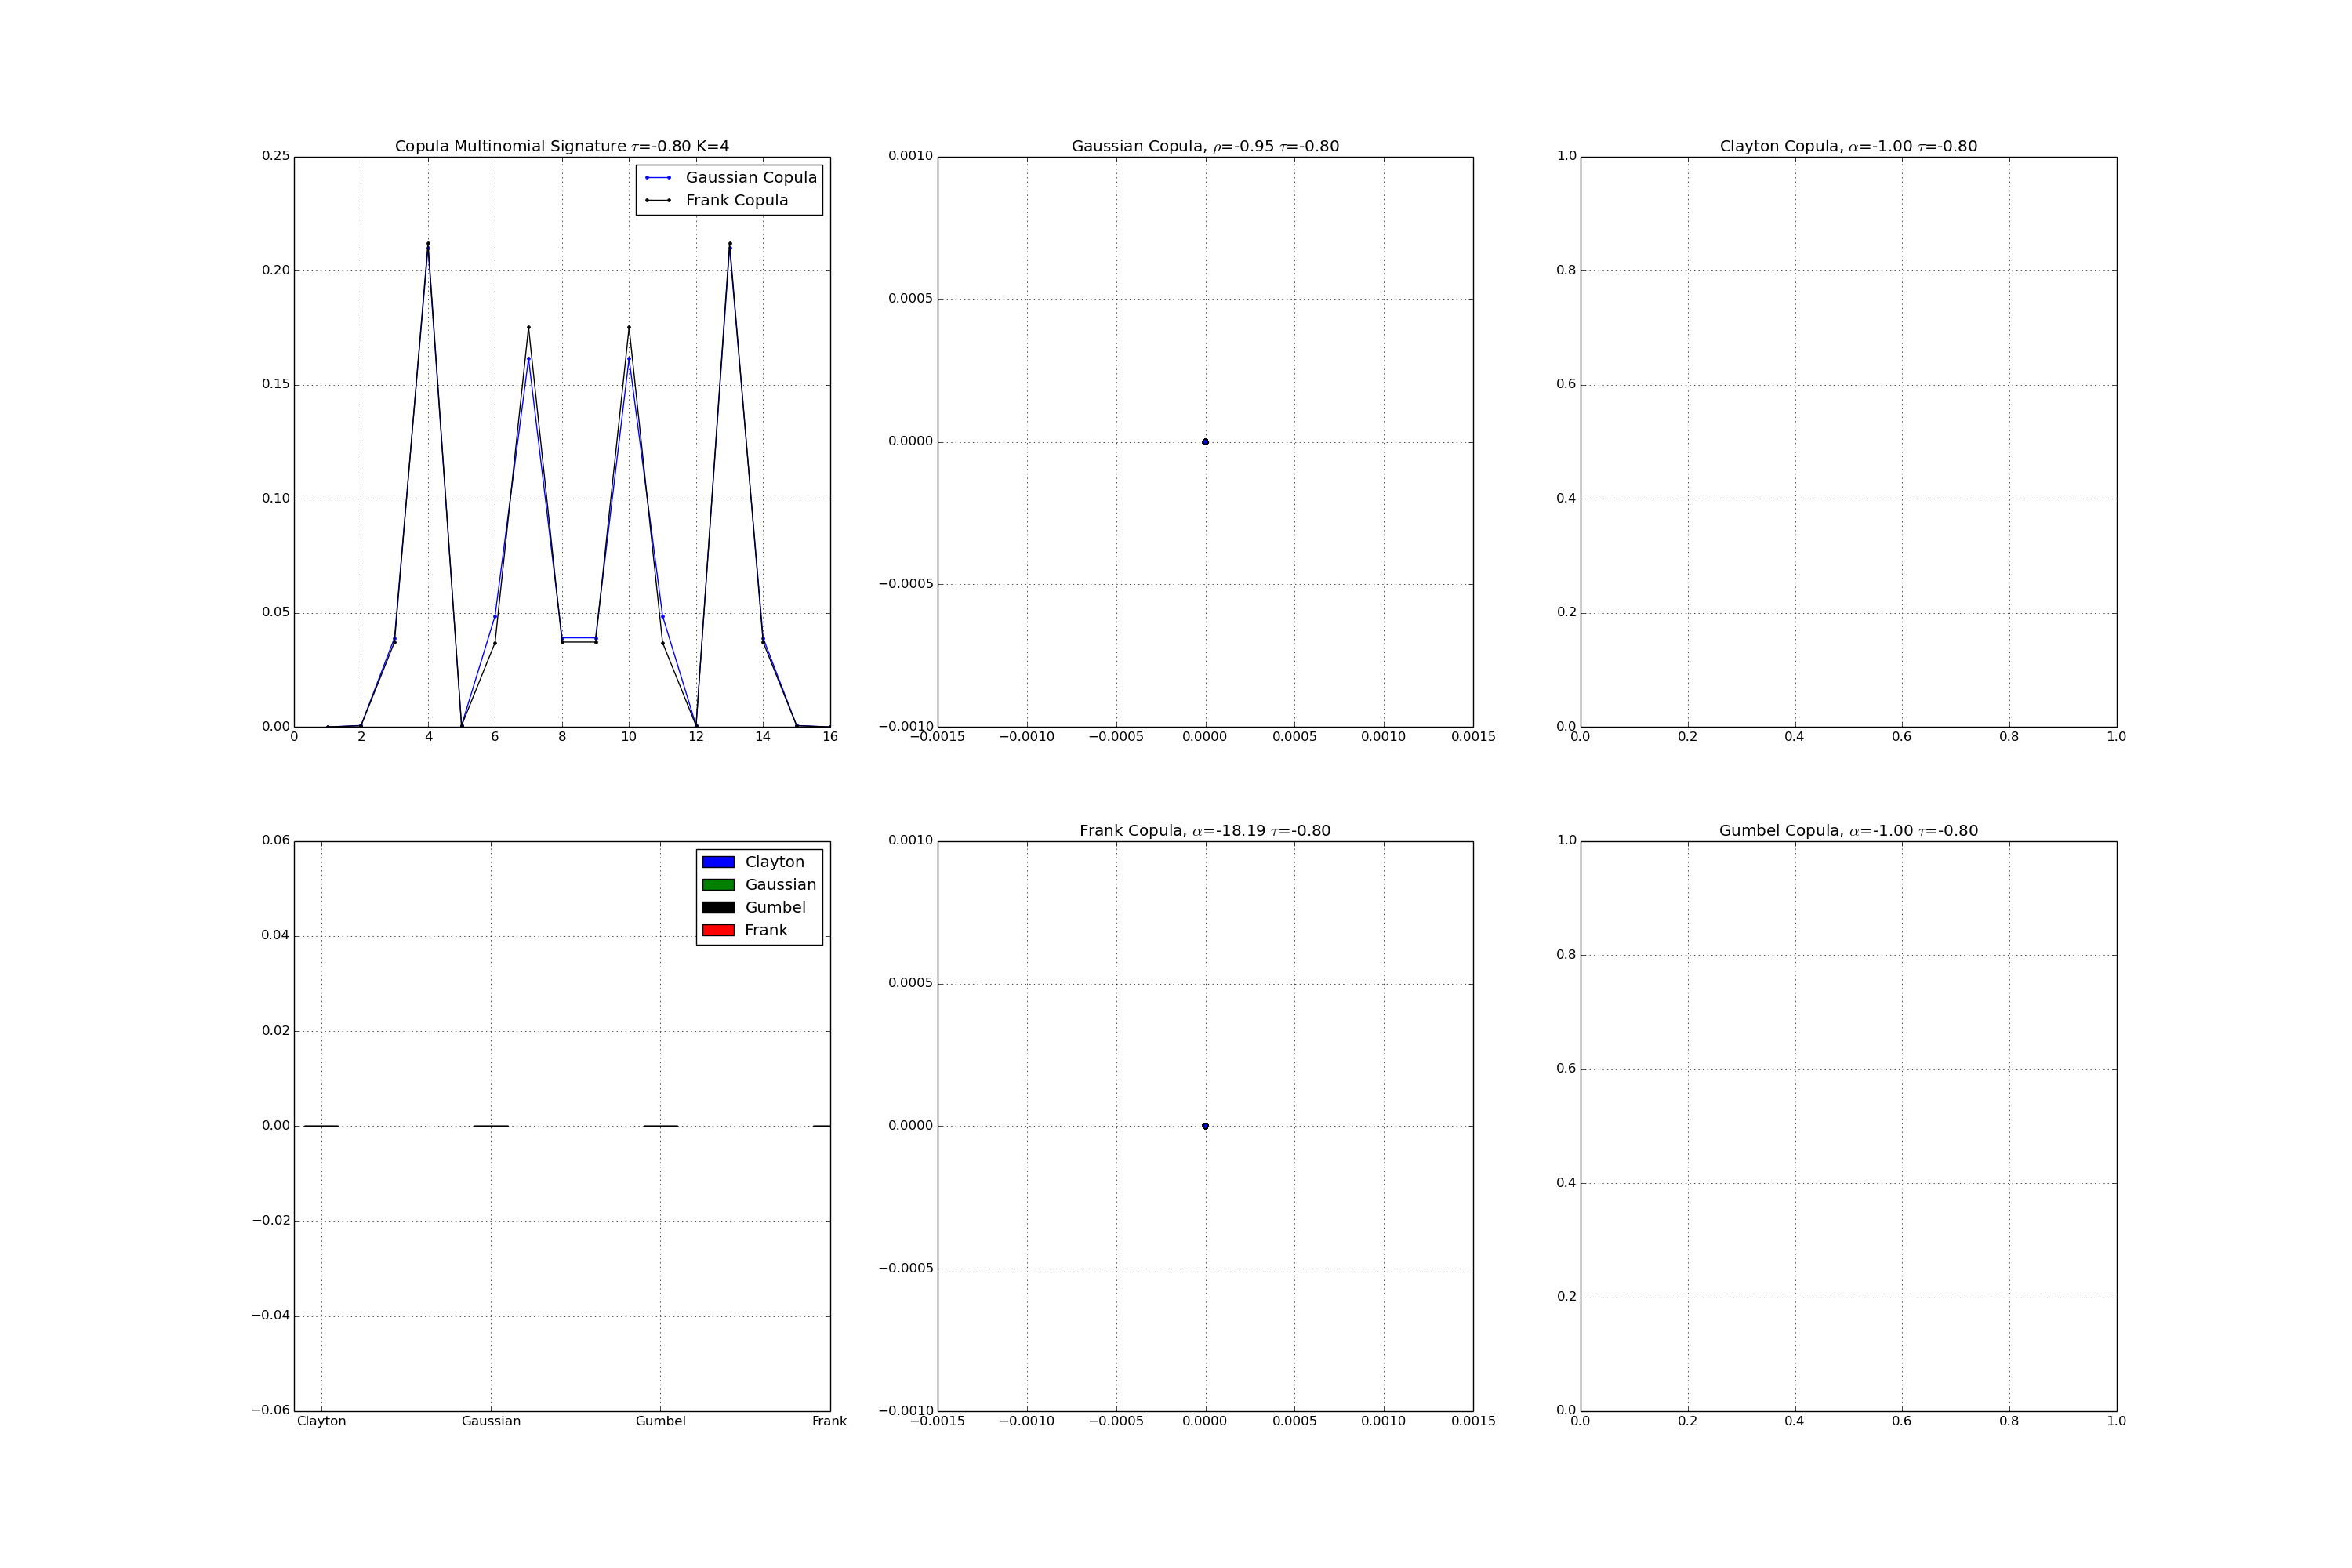 Copula Multinomial Signature τ=-0.80 K=4
0.25
0.20
0.15
0.10
0.05
0.00
0 2 4 6 8 10 12 14 16
Gaussian Copula
Frank Copula
Gaussian Copula, ρ=-0.95 τ=-0.80
0.0010
0.0005
0.0000
−0.0005
−0.0010
−0.0015 −0.0010 −0.0005 0.0000 0.0005 0.0010 0.0015
Clayton Copula, α=-1.00 τ=-0.80
1.0
0.8
0.6
0.4
0.2
0.0
0.0 0.2 0.4 0.6 0.8 1.0
0.06
0.04
0.02
0.00
−0.02
−0.04
−0.06
Clayton Gaussian Gumbel Frank
Clayton
Gaussian
Gumbel
Frank
Frank Copula, α=-18.19 τ=-0.80
0.0010
0.0005
0.0000
−0.0005
−0.0010
−0.0015 −0.0010 −0.0005 0.0000 0.0005 0.0010 0.0015
Gumbel Copula, α=-1.00 τ=-0.80
1.0
0.8
0.6
0.4
0.2
0.0
0.0 0.2 0.4 0.6 0.8 1.0